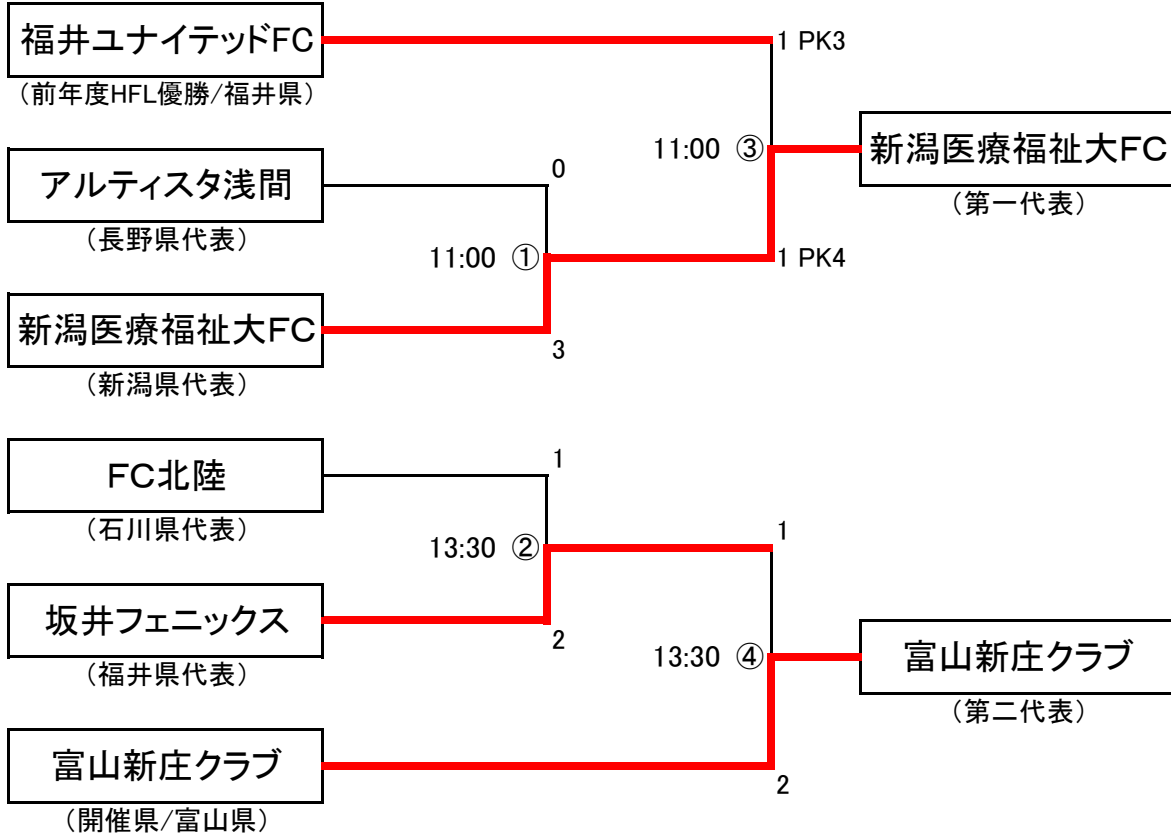 福井ユナイテッドFC
1 PK3
（前年度HFL優勝/福井県）
11:00 ③
新潟医療福祉大FC
（第一代表）
0
アルティスタ浅間
（長野県代表）
11:00 ①
1 PK4
新潟医療福祉大FC
3
（新潟県代表）
1
FC北陸
（石川県代表）
13:30 ②
1
坂井フェニックス
2
（福井県代表）
13:30 ④
富山新庄クラブ
（第二代表）
富山新庄クラブ
2
（開催県/富山県）